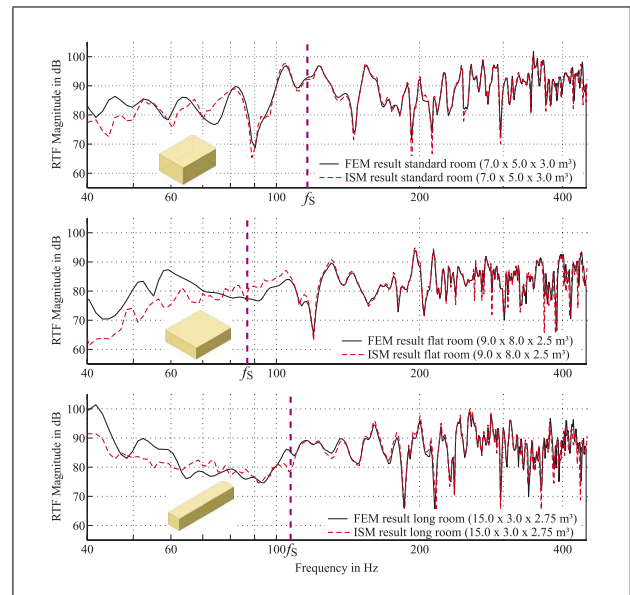 RTF Magnitude in dB
100
90
80
70
60
FEM result standard room (7.0 x 5.0 x 3.0 m³)
ISM result standard room (7.0 x 5.0 x 3.0 m³)
40 60 100 200 400
fS
RTF Magnitude in dB
100
90
80
70
60
FEM result flat room (9.0 x 8.0 x 2.5 m³)
ISM result flat room (9.0 x 8.0 x 2.5 m³)
40 60 100 200 400
fS
RTF Magnitude in dB
100
90
80
70
60
FEM result long room (15.0 x 3.0 x 2.75 m³)
ISM result long room (15.0 x 3.0 x 2.75 m³)
40 60 100 200 400
fS
Frequency in Hz